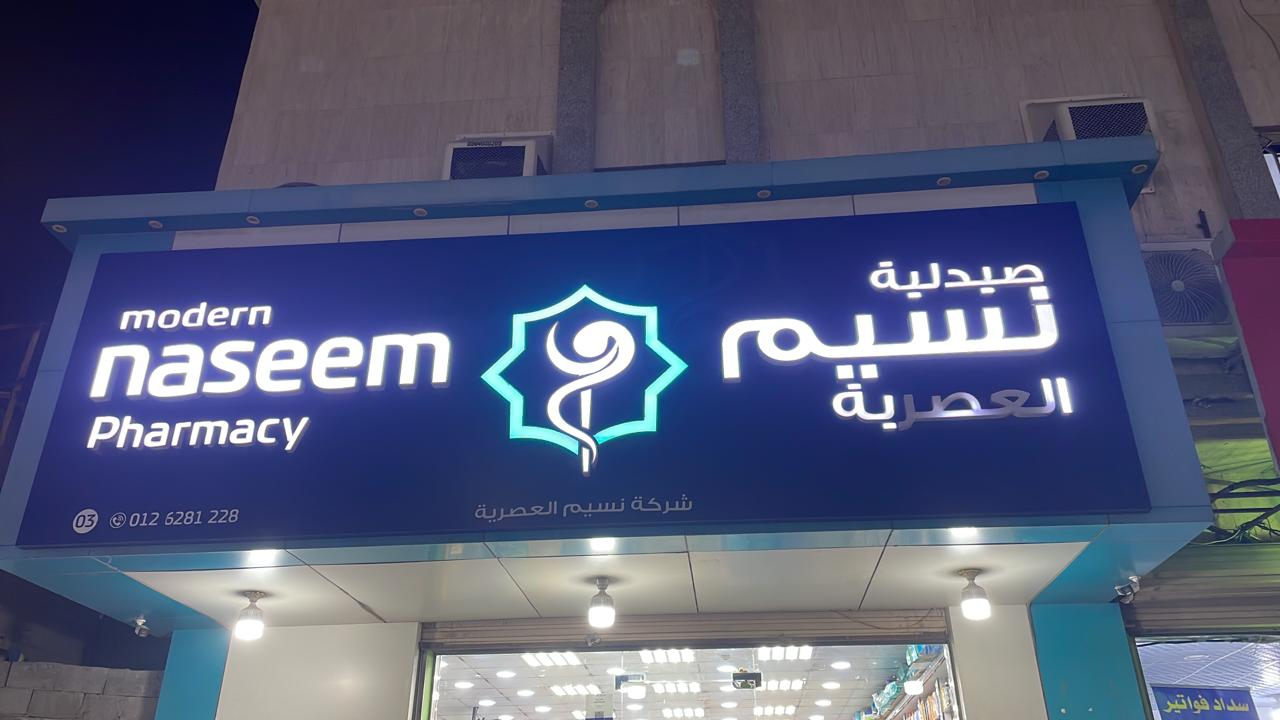 modern
naseem
Pharmacy
صيدلية
نسيم
العصرية
شركة نسيم العصرية
03 012 6281 228
سداد فواتير